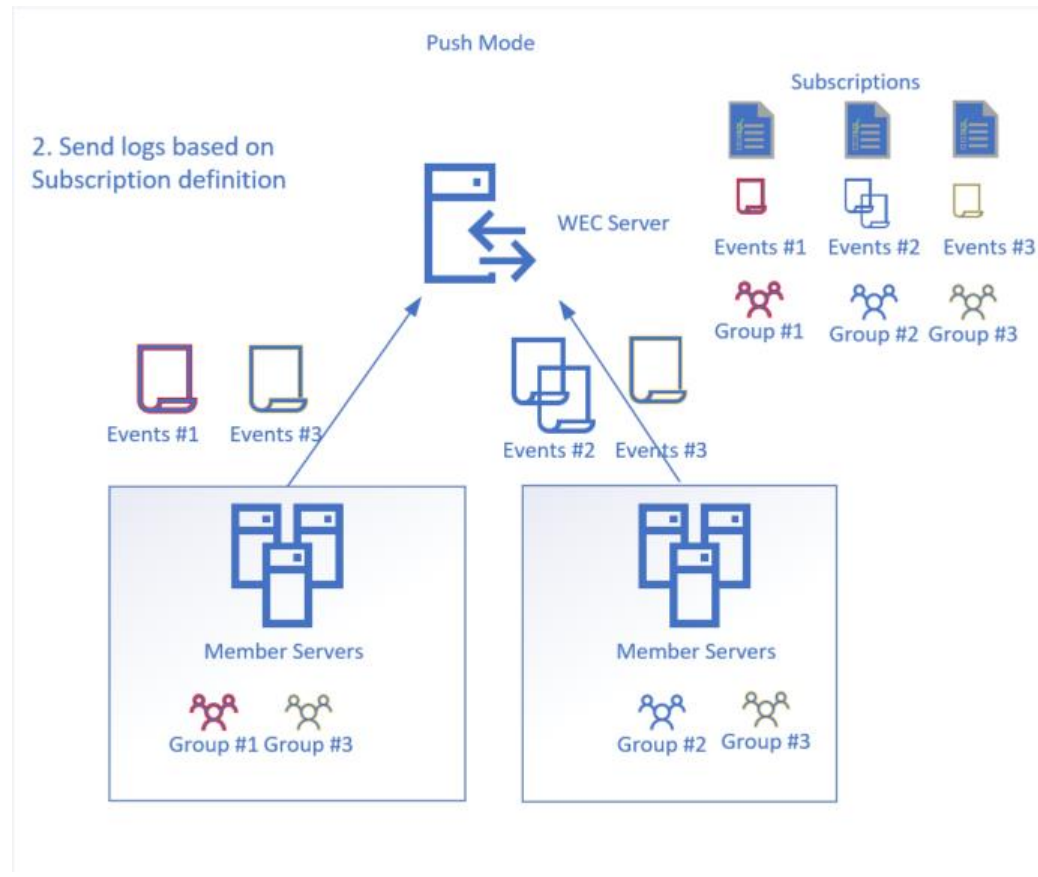 Push Mode
Subscriptions
2. Send logs based on
Subscription definition
WEC Server
Events #1
Events #2
Events #3
Group #1
Group #2
Group #3
Events #1
Events #3
Events #2
Events #3
Member Servers
Member Servers
Group #1
Group #3
Group #2
Group #3